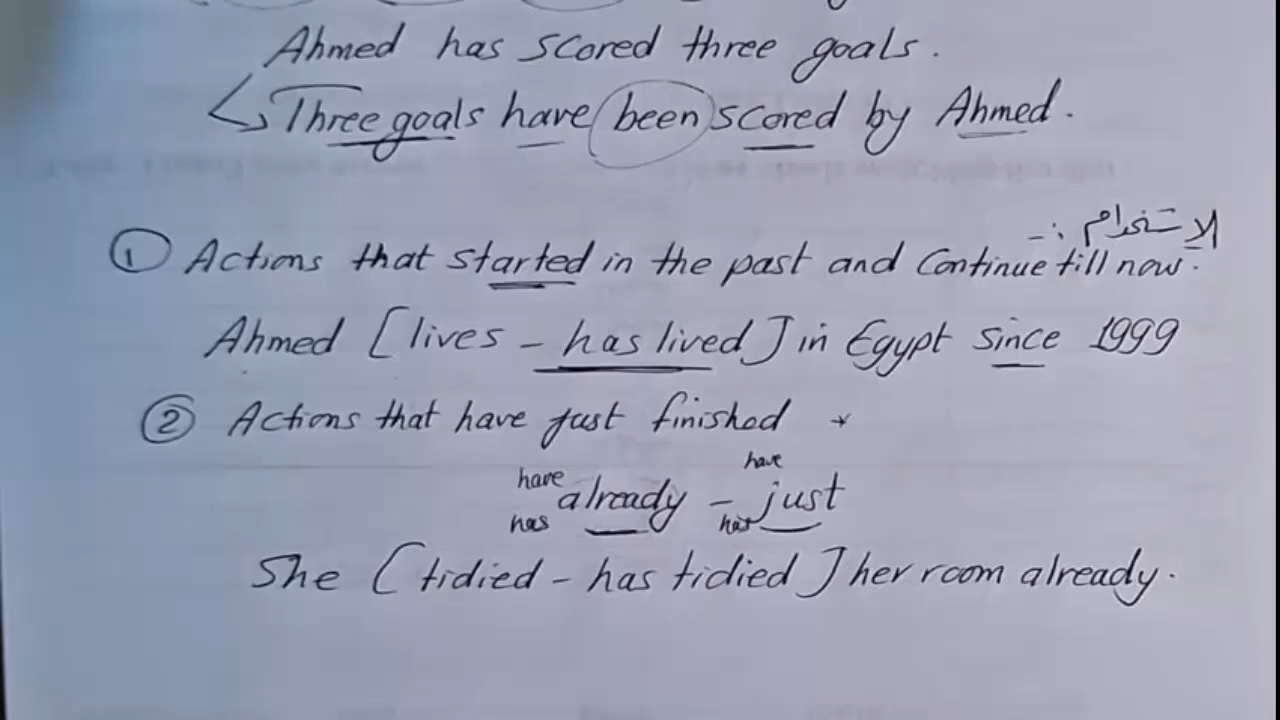 Ahmed has scored three goals.
Three goals have been scored by Ahmed.
الاستخدام :-
① Actions that started in the past and continue till now.
Ahmed [lives - has lived] in Egypt since 1999
② Actions that have just finished *
have have
already - just
has has
She [tidied - has tidied] her room already.